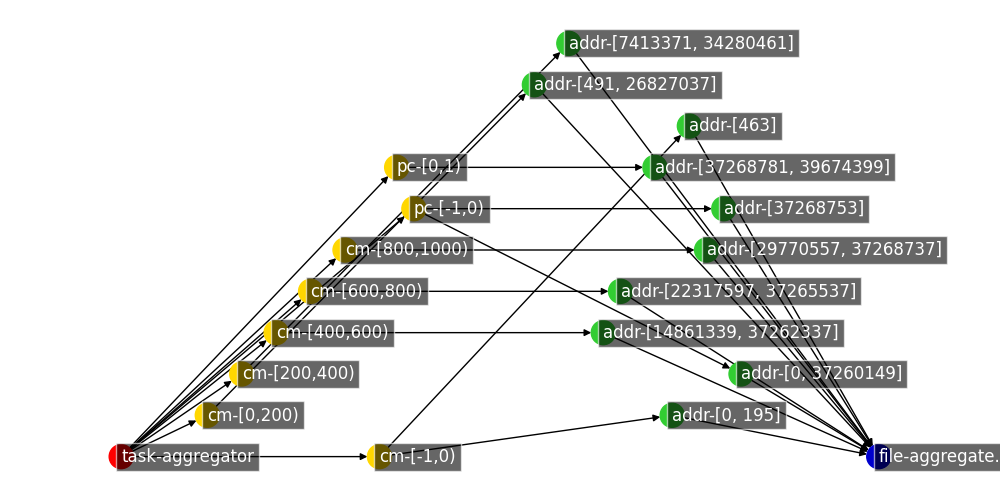 addr-[7413371, 34280461]
addr-[491, 26827037]
addr-[463]
pc-[0,1)
addr-[37268781, 39674399]
pc-[-1,0)
addr-[37268753]
cm-[800,1000)
addr-[29770557, 37268737]
cm-[600,800)
addr-[22317597, 37265537]
cm-[400,600)
addr-[14861339, 37262337]
cm-[200,400)
addr-[0, 37260149]
cm-[0,200)
addr-[0, 195]
task-aggregator
cm-[-1,0)
file-aggregate.